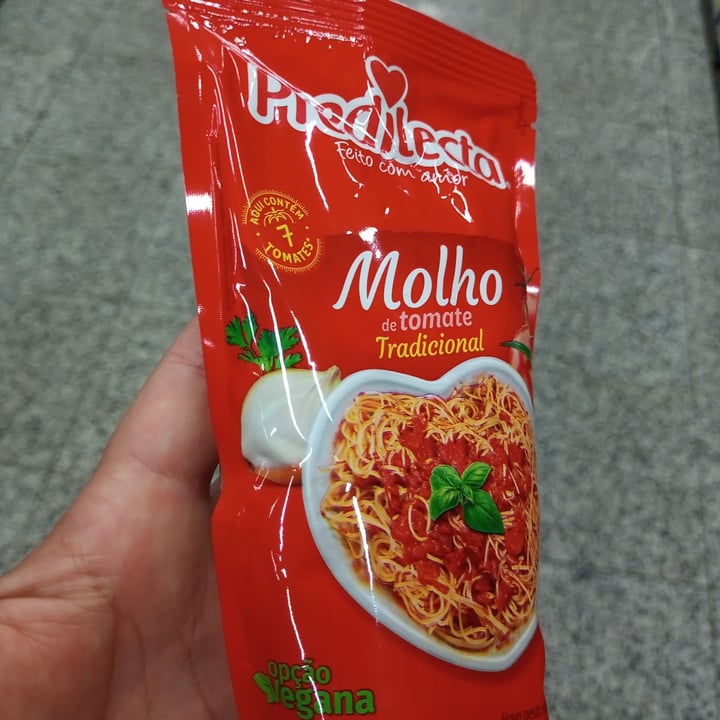 Predilecta
Feito com amor
AQUI CONTÉM
7
TOMATES*
Molho
de tomate
Tradicional
opção
Vegana